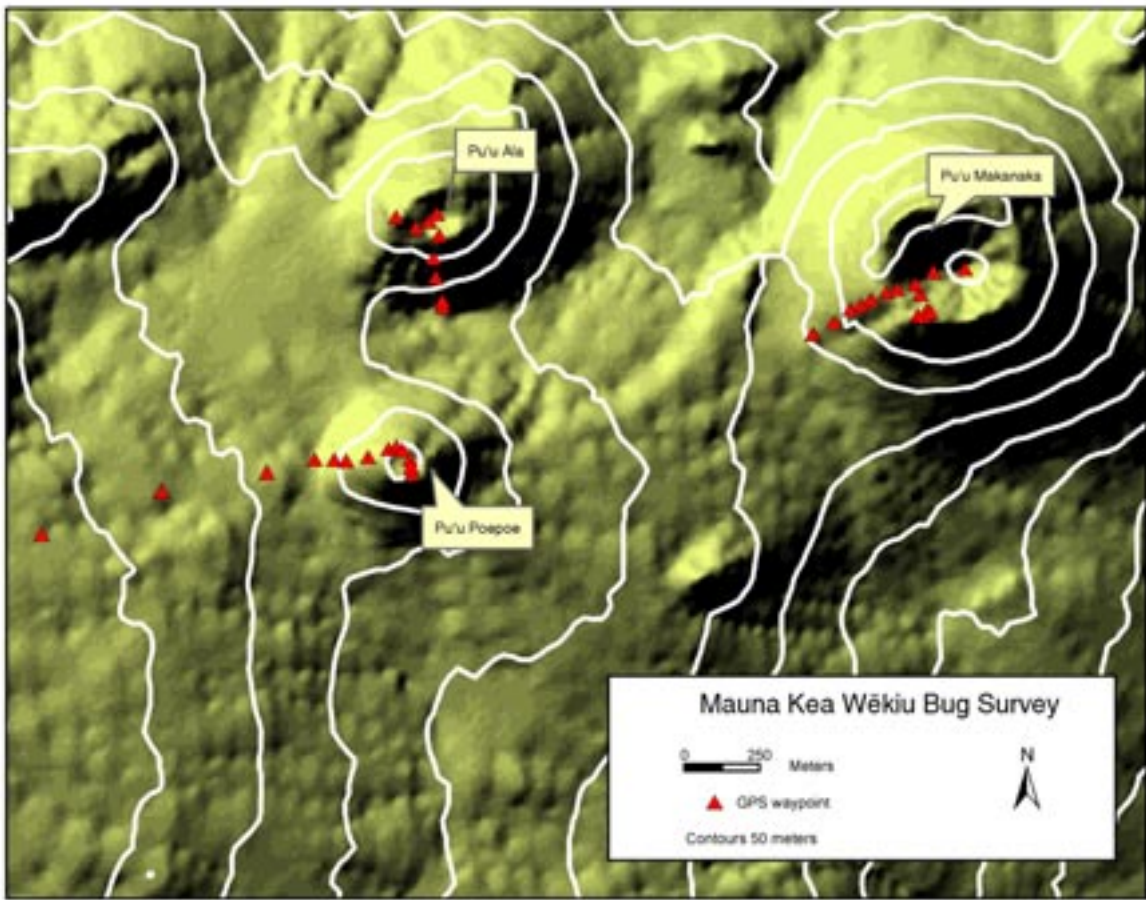 Pu'u Ala
Pu'u Makanaka
Pu'u Poepoe
Mauna Kea Wēkiu Bug Survey
0 250
Meters
N
GPS waypoint
Contours 50 meters